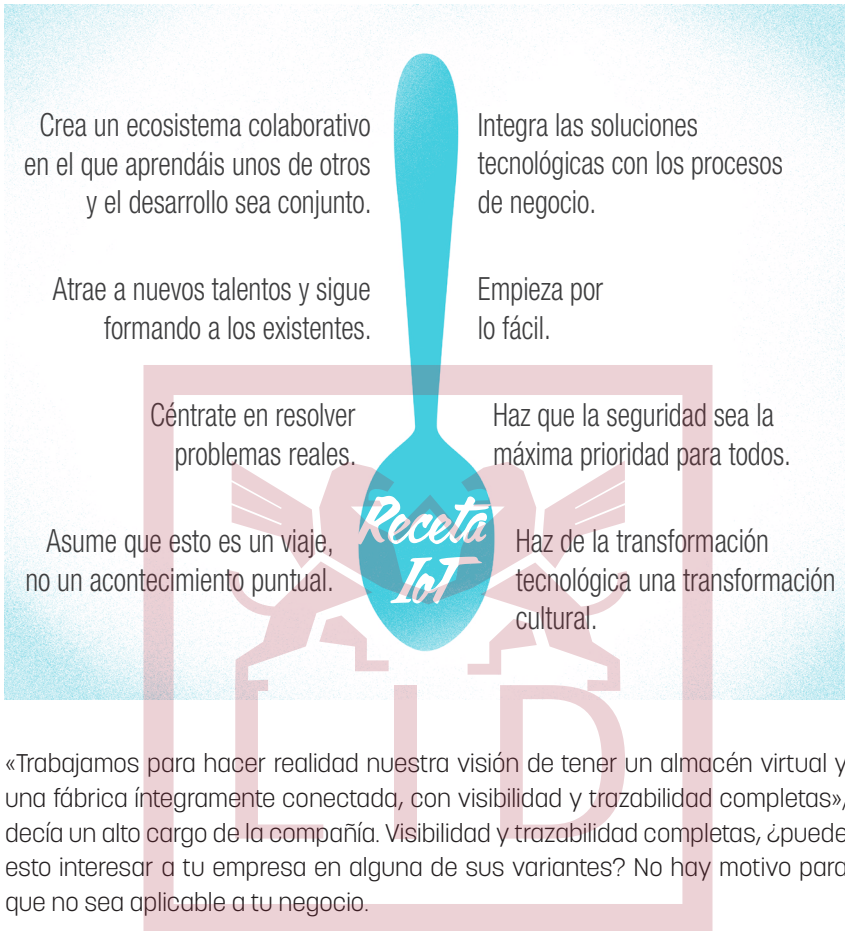 Crea un ecosistema colaborativo
en el que aprendáis unos de otros
y el desarrollo sea conjunto.
Integra las soluciones
tecnológicas con los procesos
de negocio.
Atrae a nuevos talentos y sigue
formando a los existentes.
Empieza por
lo fácil.
Céntrate en resolver
problemas reales.
Haz que la seguridad sea la
máxima prioridad para todos.
Asume que esto es un viaje,
no un acontecimiento puntual.
Receta
IoT
Haz de la transformación
tecnológica una transformación
cultural.
LID
«Trabajamos para hacer realidad nuestra visión de tener un almacén virtual y
una fábrica íntegramente conectada, con visibilidad y trazabilidad completas»,
decía un alto cargo de la compañía. Visibilidad y trazabilidad completas, ¿puede
esto interesar a tu empresa en alguna de sus variantes? No hay motivo para
que no sea aplicable a tu negocio.